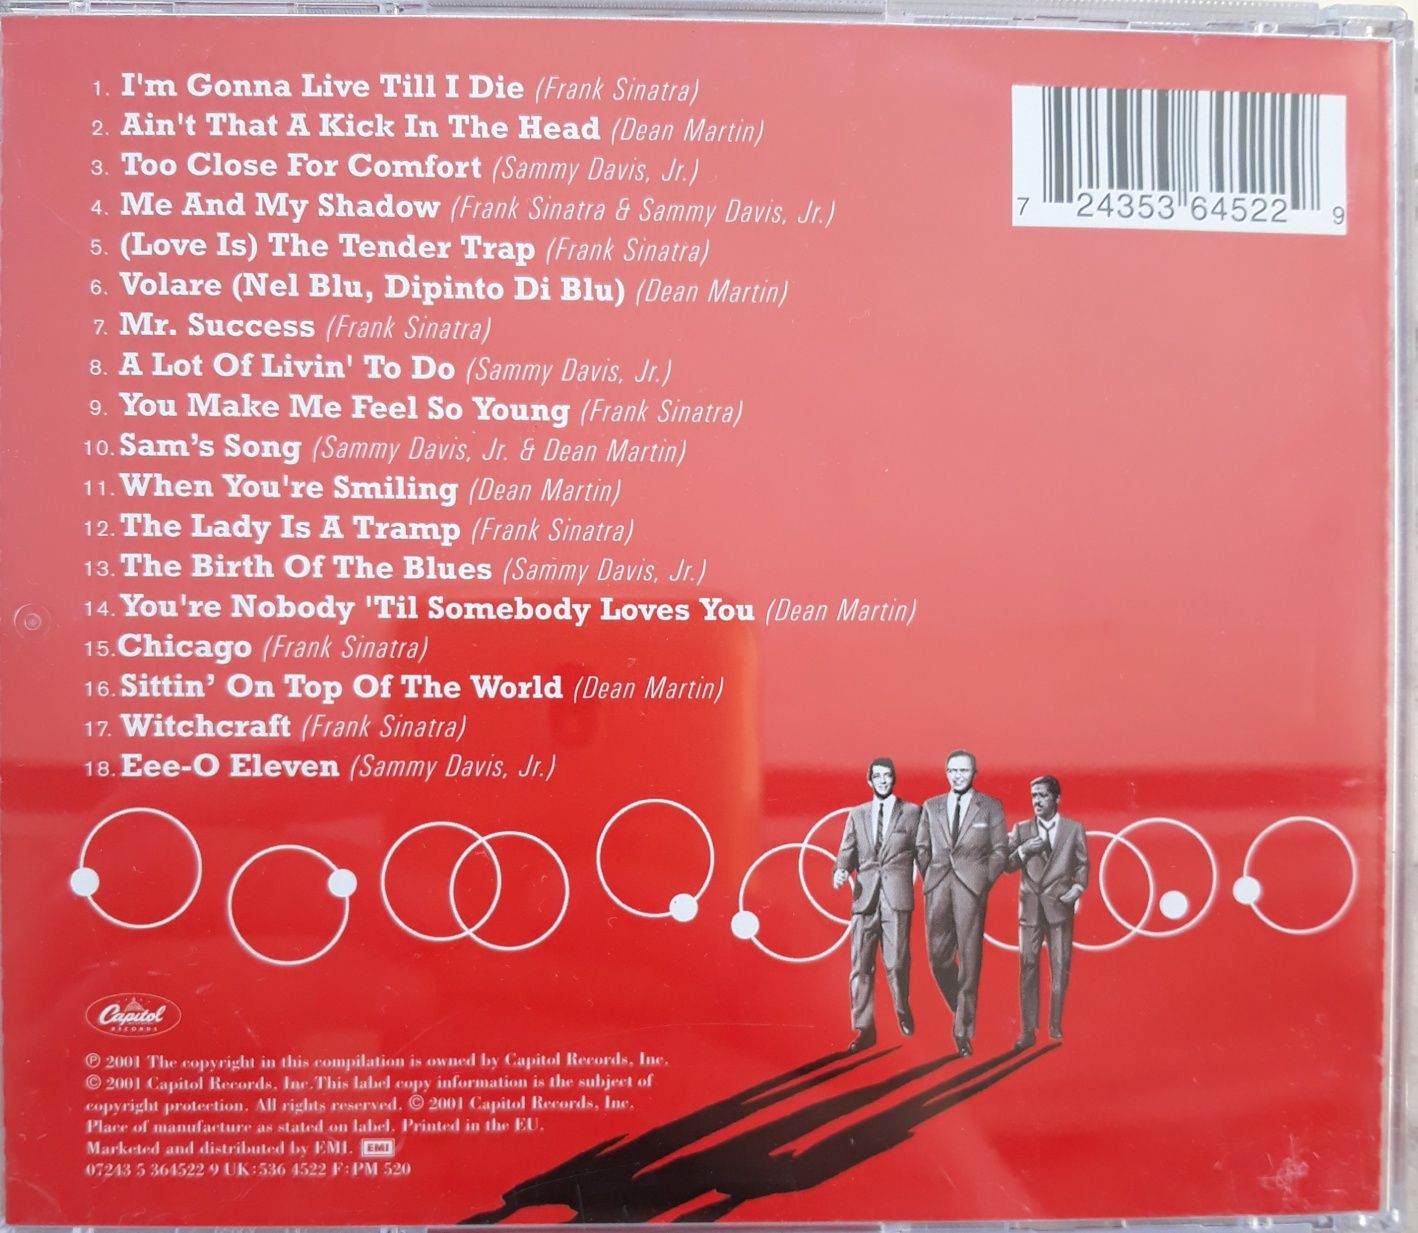 1. I'm Gonna Live Till I Die (Frank Sinatra)
2. Ain't That A Kick In The Head (Dean Martin)
3. Too Close For Comfort (Sammy Davis, Jr.)
4. Me And My Shadow (Frank Sinatra & Sammy Davis, Jr.)
5. (Love Is) The Tender Trap (Frank Sinatra)
6. Volare (Nel Blu, Dipinto Di Blu) (Dean Martin)
7. Mr. Success (Frank Sinatra)
8. A Lot Of Livin' To Do (Sammy Davis, Jr.)
9. You Make Me Feel So Young (Frank Sinatra)
10. Sam's Song (Sammy Davis, Jr. & Dean Martin)
11. When You're Smiling (Dean Martin)
12. The Lady Is A Tramp (Frank Sinatra)
13. The Birth Of The Blues (Sammy Davis, Jr.)
14. You're Nobody 'Til Somebody Loves You (Dean Martin)
15. Chicago (Frank Sinatra)
16. Sittin' On Top Of The World (Dean Martin)
17. Witchcraft (Frank Sinatra)
18. Eee-O Eleven (Sammy Davis, Jr.)
7 24353 64522 9
Capitol
RECORDS
℗ 2001 The copyright in this compilation is owned by Capitol Records, Inc.
© 2001 Capitol Records, Inc. This label copy information is the subject of
copyright protection. All rights reserved. © 2001 Capitol Records, Inc.
Place of manufacture as stated on label. Printed in the EU.
Marketed and distributed by EMI. EMI
07243 5 364522 9 UK: 536 4522 F: PM 520